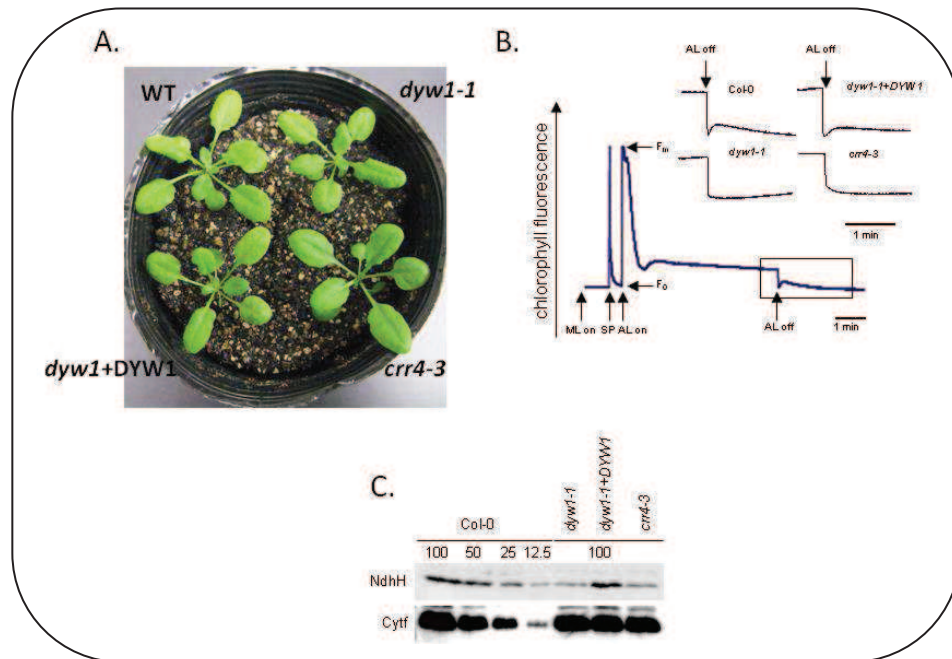 A.
WT
dyw1-1
dyw1+DYW1
crr4-3
B.
AL off
AL off
Col-0
dyw1-1+DYW1
dyw1-1
crr4-3
1 min
chlorophyll fluorescence
Fm
Fo
ML on
SP
AL on
AL off
1 min
C.
Col-0
dyw1-1
dyw1-1+DYW1
crr4-3
100 50 25 12.5 100
NdhH
Cytf